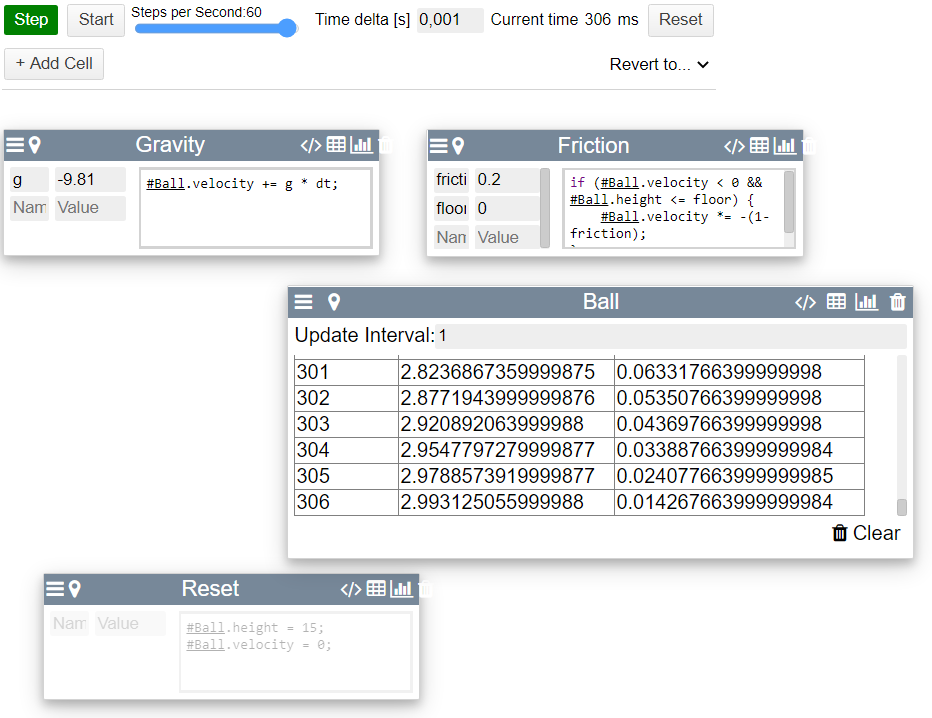 Step Start Steps per Second:60 Time delta [s] 0,001 Current time 306 ms Reset
+ Add Cell Revert to...
Gravity
g -9.81
Nam Value
#Ball.velocity += g * dt;
Friction
fricti 0.2
floor 0
Nam Value
if (#Ball.velocity < 0 &&
#Ball.height <= floor) {
#Ball.velocity *= -(1-
friction);
Ball
Update Interval: 1
301 2.8236867359999875 0.06331766399999998
302 2.8771943999999876 0.05350766399999998
303 2.920892063999988 0.04369766399999998
304 2.9547797279999877 0.033887663999999984
305 2.9788573919999877 0.024077663999999985
306 2.993125055999988 0.014267663999999984
Clear
Reset
Nam Value
#Ball.height = 15;
#Ball.velocity = 0;